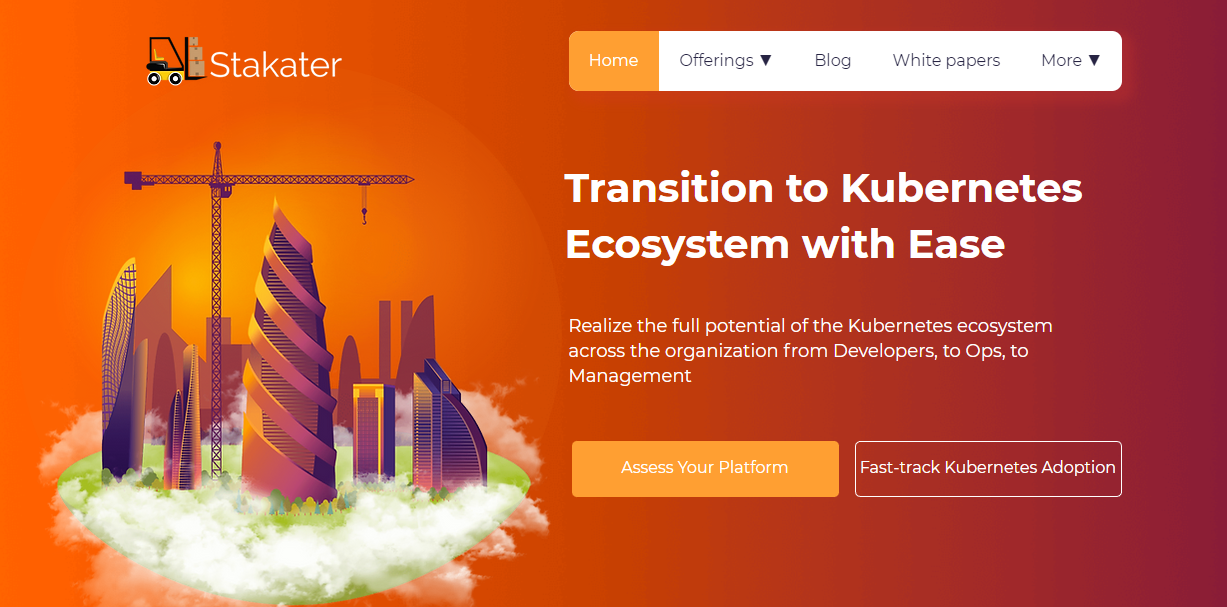 Stakater
Home
Offerings ▼
Blog
White papers
More ▼
Transition to Kubernetes
Ecosystem with Ease
Realize the full potential of the Kubernetes ecosystem
across the organization from Developers, to Ops, to
Management
Assess Your Platform
Fast-track Kubernetes Adoption